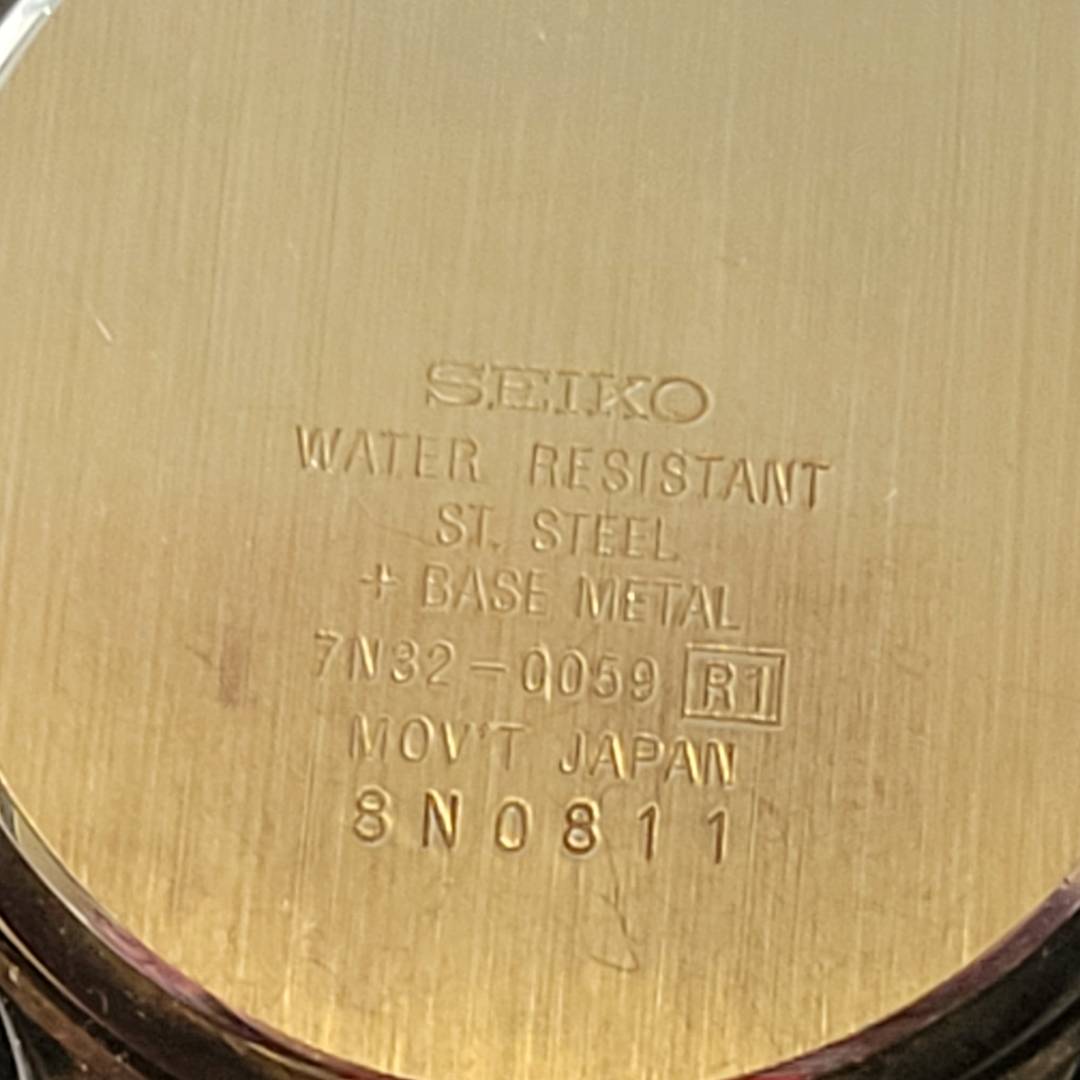 SEIKO
WATER RESISTANT
ST. STEEL
+ BASE METAL
7N32-0059 R1
MOV'T JAPAN
8N0811